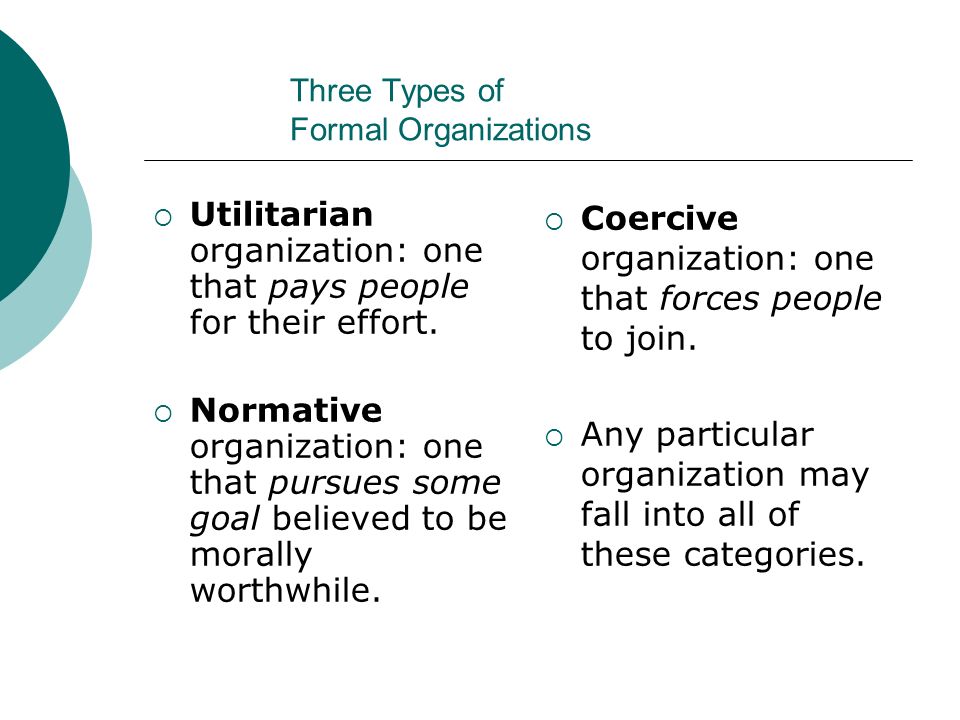 Three Types of
Formal Organizations
Utilitarian
organization: one
that pays people
for their effort.
Normative
organization: one
that pursues some
goal believed to be
morally
worthwhile.
Coercive
organization: one
that forces people
to join.
Any particular
organization may
fall into all of
these categories.